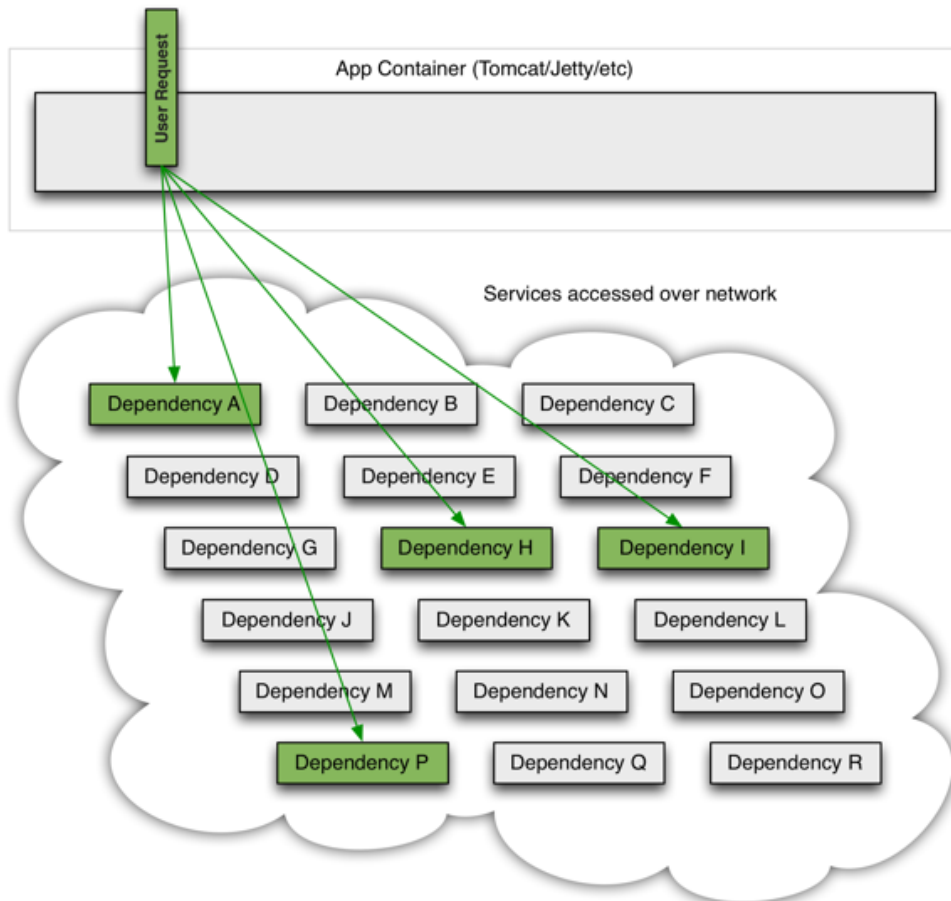 User Request
App Container (Tomcat/Jetty/etc)
Services accessed over network
Dependency A
Dependency B
Dependency C
Dependency D
Dependency E
Dependency F
Dependency G
Dependency H
Dependency I
Dependency J
Dependency K
Dependency L
Dependency M
Dependency N
Dependency O
Dependency P
Dependency Q
Dependency R